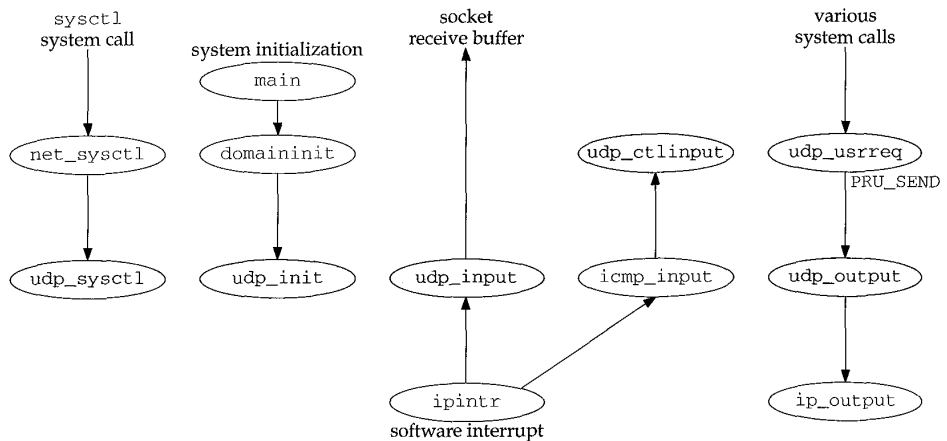 sysctl
system call
system initialization
socket
receive buffer
various
system calls
main
net_sysctl
domaininit
udp_ctlinput
udp_usrreq
PRU_SEND
udp_sysctl
udp_init
udp_input
icmp_input
udp_output
ipintr
software interrupt
ip_output